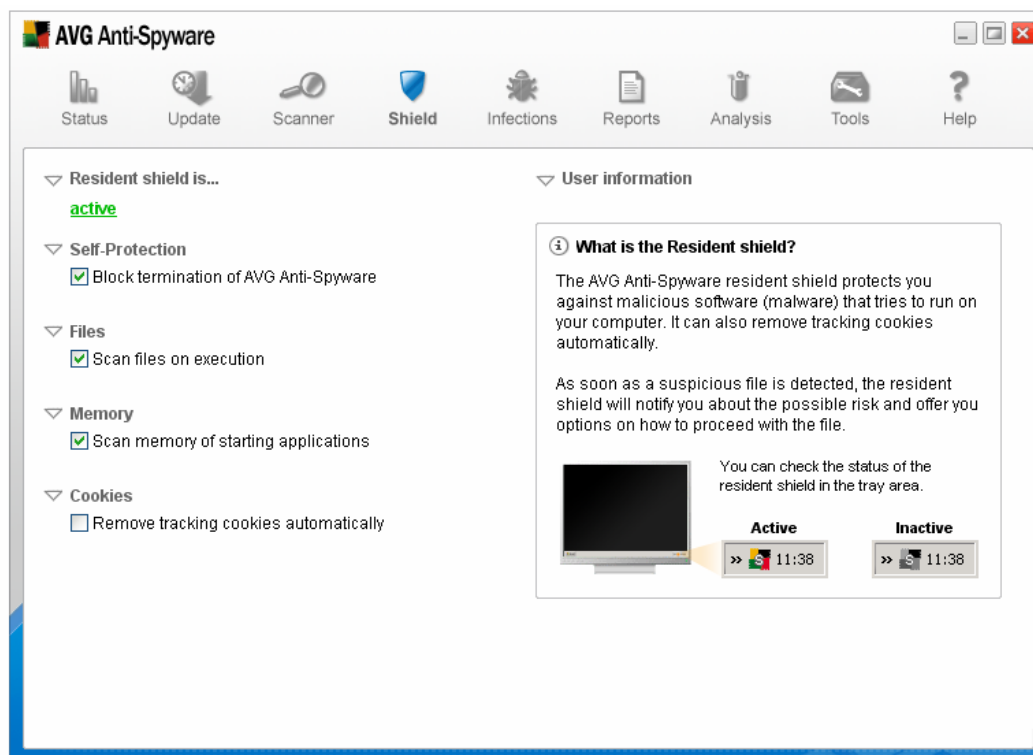 AVG Anti-Spyware
Status Update Scanner Shield Infections Reports Analysis Tools Help
Resident shield is...
active
Self-Protection
Block termination of AVG Anti-Spyware
Files
Scan files on execution
Memory
Scan memory of starting applications
Cookies
Remove tracking cookies automatically
User information
What is the Resident shield?
The AVG Anti-Spyware resident shield protects you
against malicious software (malware) that tries to run on
your computer. It can also remove tracking cookies
automatically.
As soon as a suspicious file is detected, the resident
shield will notify you about the possible risk and offer you
options on how to proceed with the file.
You can check the status of the
resident shield in the tray area.
Active Inactive
» S 11:38 » S 11:38